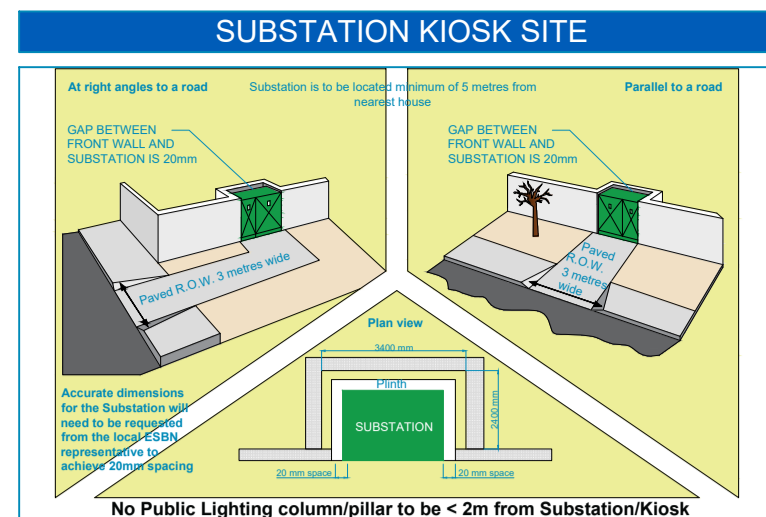 SUBSTATION KIOSK SITE
At right angles to a road
Substation is to be located minimum of 5 metres from
nearest house
Parallel to a road
GAP BETWEEN
FRONT WALL AND
SUBSTATION IS 20mm
GAP BETWEEN
FRONT WALL AND
SUBSTATION IS 20mm
Paved R.O.W. 3 metres wide
Paved
R.O.W.
3 metres
wide
Plan view
3400 mm
Plinth
2400 mm
SUBSTATION
20 mm space
20 mm space
Accurate dimensions
for the Substation will
need to be requested
from the local ESBN
representative to
achieve 20mm spacing
No Public Lighting column/pillar to be < 2m from Substation/Kiosk